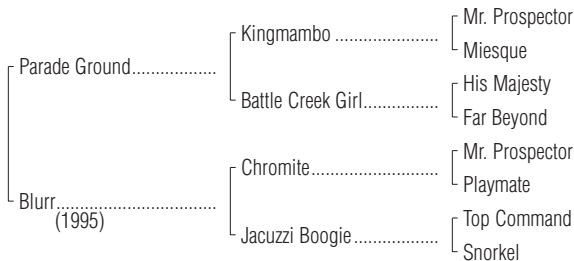 Mr. Prospector
Kingmambo ...................
Miesque
Parade Ground..................
His Majesty
Battle Creek Girl................
Far Beyond
Mr. Prospector
Chromite.......................
Playmate
Blurr..................................
(1995)
Top Command
Jacuzzi Boogie..................
Snorkel